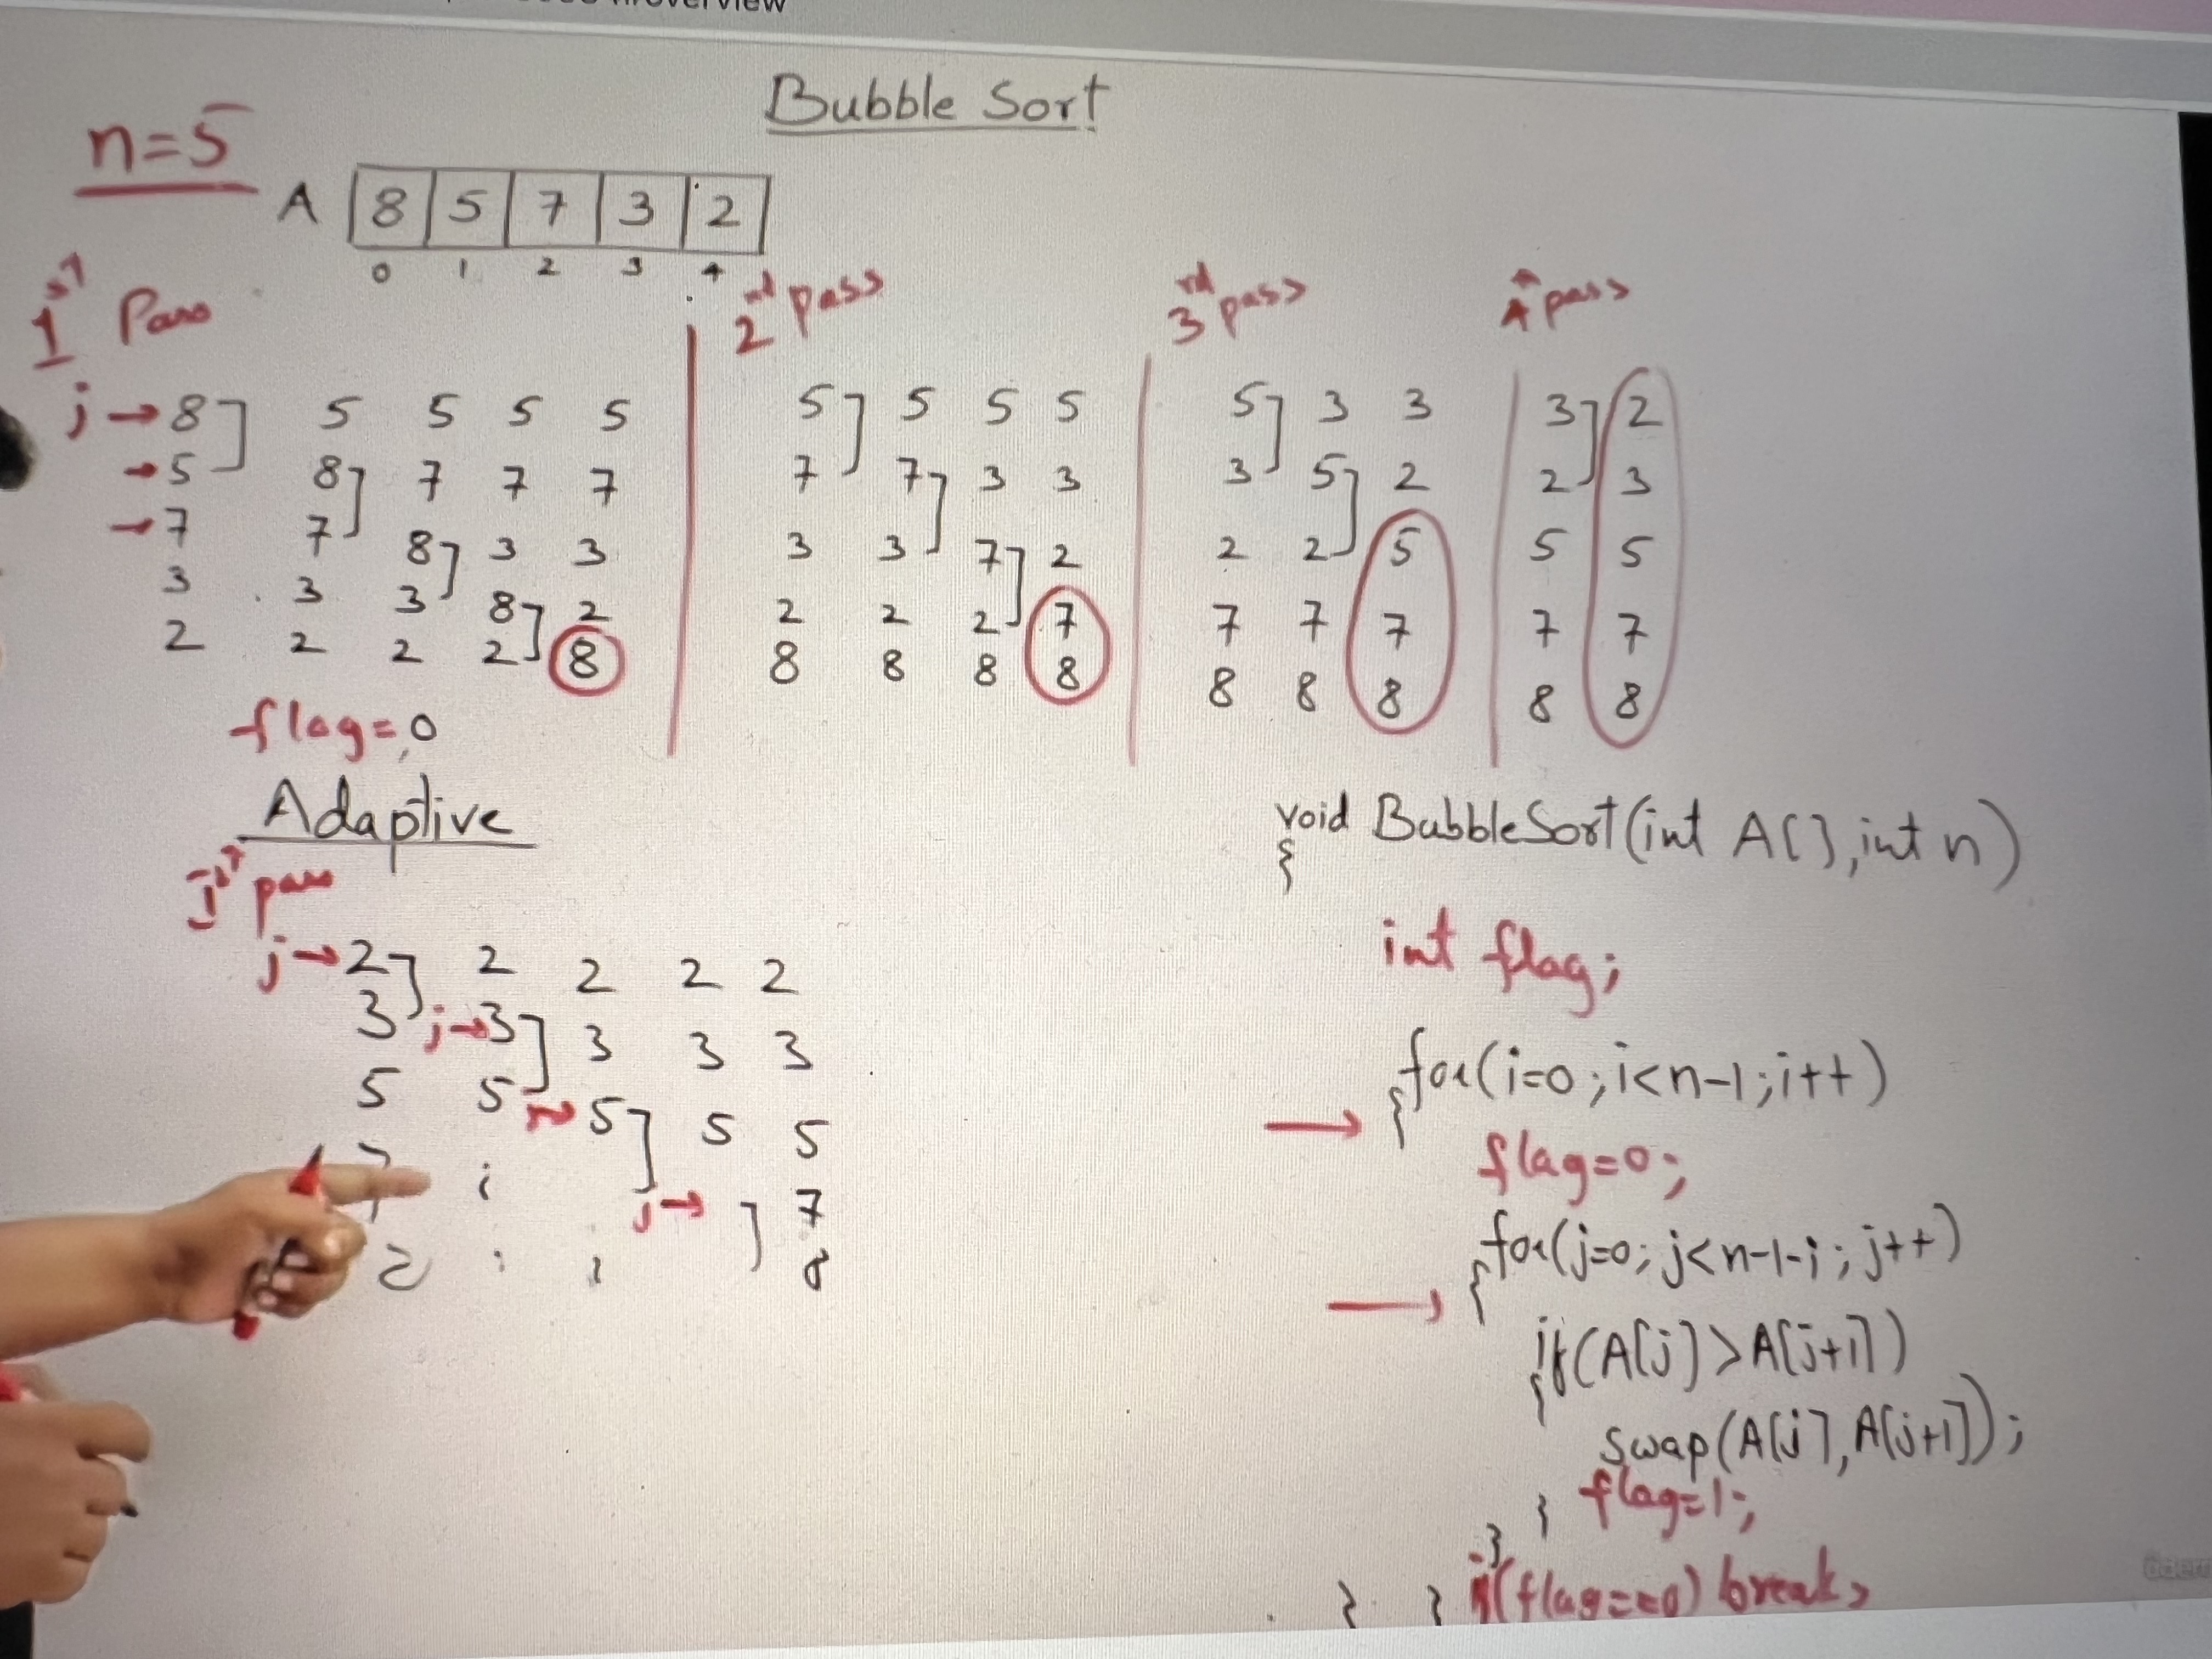 Bubble Sort
n=5
A 8 5 7 3 2
0 1 2 3 4
1st Pass
2nd pass
3rd pass
4th pass
j→ 8 5 5 5 5
→5 8 7 7 7
→7 7 8 3 3
3 3 3 8 2
2 2 2 2 8
5 5 5 5
7 7 3 3
3 3 7 2
2 2 2 7
8 8 8 8
5 3 3
3 5 2
2 2 5
7 7 7
8 8 8
3 2
2 3
5 5
7 7
8 8
flag=0
Adaptive
1st pass
j→2 2 2 2 2
3 j→3 3 3 3
5 5 →5 5 5
j→ 7
8
void BubbleSort(int A[],int n)
{
int flag;
for(i=0;i<n-1;i++)
→ {
flag=0;
for(j=0;j<n-1-i;j++)
→ {
if(A[j]>A[j+1])
{
swap(A[j],A[j+1]);
flag=1;
}
}
if(flag==0) break;
}
}